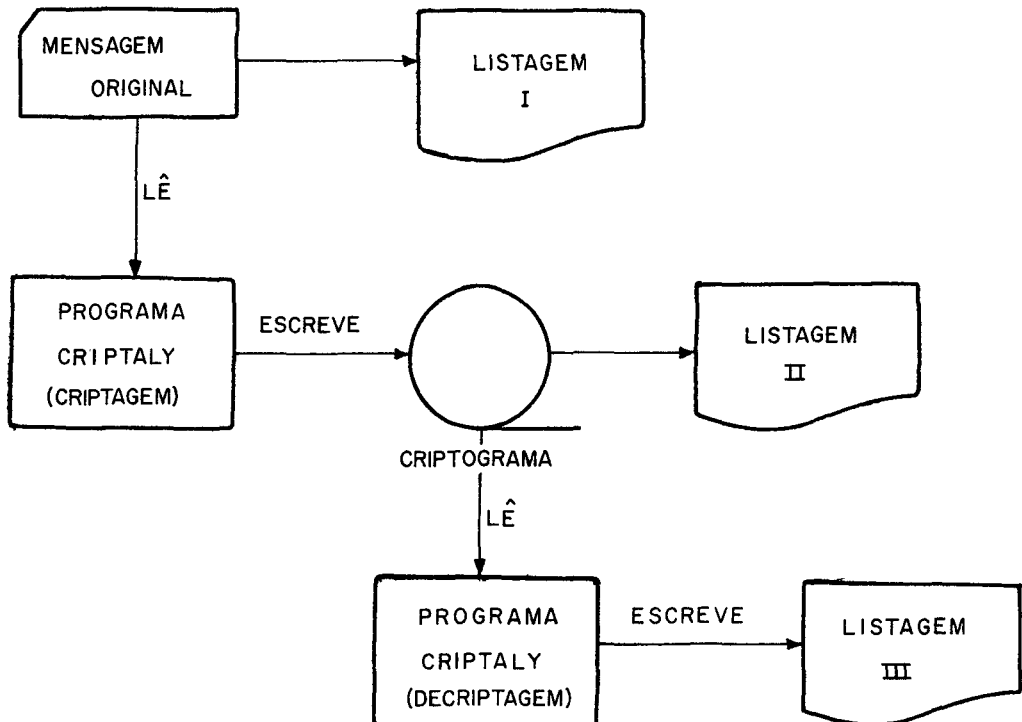 MENSAGEM
ORIGINAL
LISTAGEM
I
LÊ
PROGRAMA
CRIPTALY
(CRIPTAGEM)
ESCREVE
LISTAGEM
II
CRIPTOGRAMA
LÊ
PROGRAMA
CRIPTALY
(DECRIPTAGEM)
ESCREVE
LISTAGEM
III